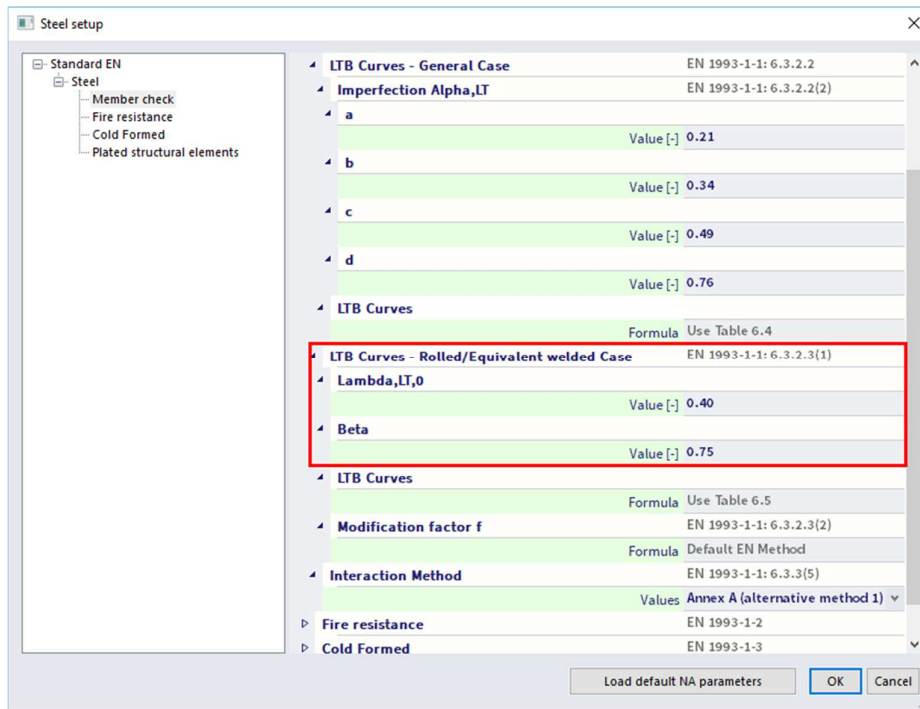 Steel setup
Standard EN
Steel
Member check
Fire resistance
Cold Formed
Plated structural elements
LTB Curves - General Case EN 1993-1-1: 6.3.2.2
Imperfection Alpha,LT EN 1993-1-1: 6.3.2.2(2)
a
Value [-] 0.21
b
Value [-] 0.34
c
Value [-] 0.49
d
Value [-] 0.76
LTB Curves
Formula Use Table 6.4
LTB Curves - Rolled/Equivalent welded Case EN 1993-1-1: 6.3.2.3(1)
Lambda,LT,0
Value [-] 0.40
Beta
Value [-] 0.75
LTB Curves
Formula Use Table 6.5
Modification factor f EN 1993-1-1: 6.3.2.3(2)
Formula Default EN Method
Interaction Method EN 1993-1-1: 6.3.3(5)
Values Annex A (alternative method 1)
Fire resistance EN 1993-1-2
Cold Formed EN 1993-1-3
Load default NA parameters OK Cancel